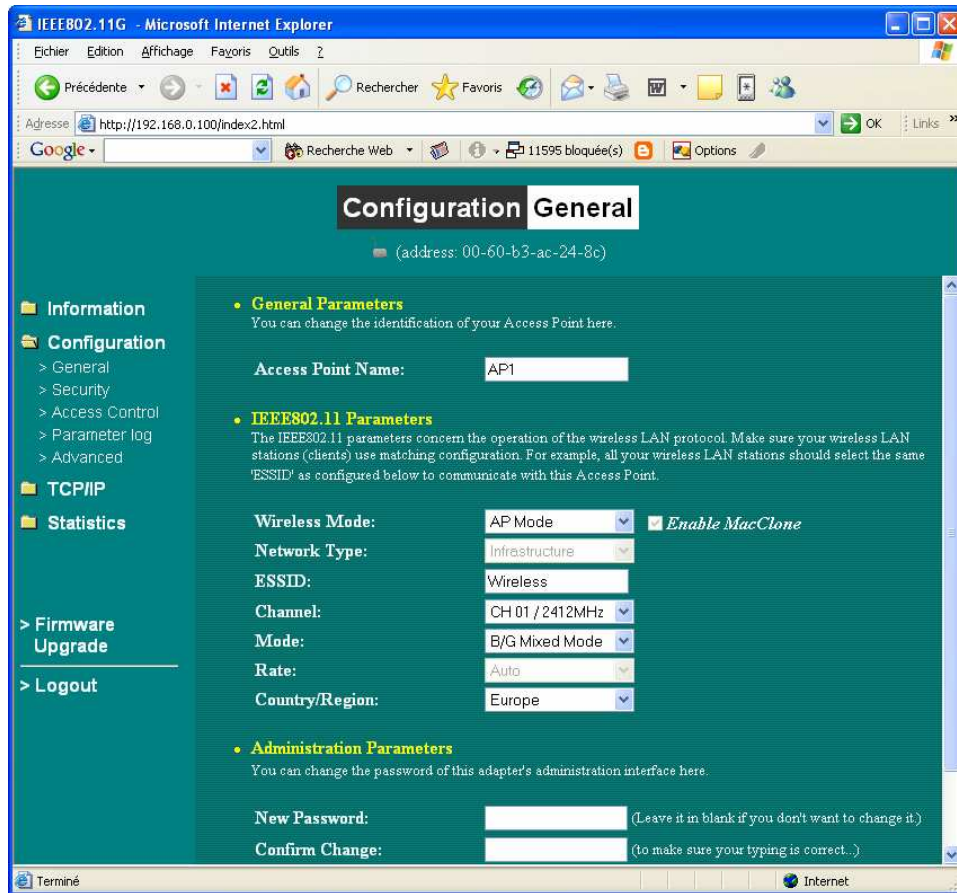 IEEE802.11G - Microsoft Internet Explorer
Fichier Edition Affichage Favoris Outils ?
Précédente Rechercher Favoris
Adresse http://192.168.0.100/index2.html OK Links »
Google Recherche Web 11595 bloquée(s) Options
Configuration General
(address: 00-60-b3-ac-24-8c)
Information
Configuration
> General
> Security
> Access Control
> Parameter log
> Advanced
TCP/IP
Statistics
> Firmware
Upgrade
> Logout
• General Parameters
You can change the identification of your Access Point here.
Access Point Name: AP1
• IEEE802.11 Parameters
The IEEE802.11 parameters concern the operation of the wireless LAN protocol. Make sure your wireless LAN
stations (clients) use matching configuration. For example, all your wireless LAN stations should select the same
'ESSID' as configured below to communicate with this Access Point.
Wireless Mode: AP Mode Enable MacClone
Network Type: Infrastructure
ESSID: Wireless
Channel: CH 01 / 2412MHz
Mode: B/G Mixed Mode
Rate: Auto
Country/Region: Europe
• Administration Parameters
You can change the password of this adapter's administration interface here.
New Password: (Leave it in blank if you don't want to change it.)
Confirm Change: (to make sure your typing is correct...)
Terminé Internet